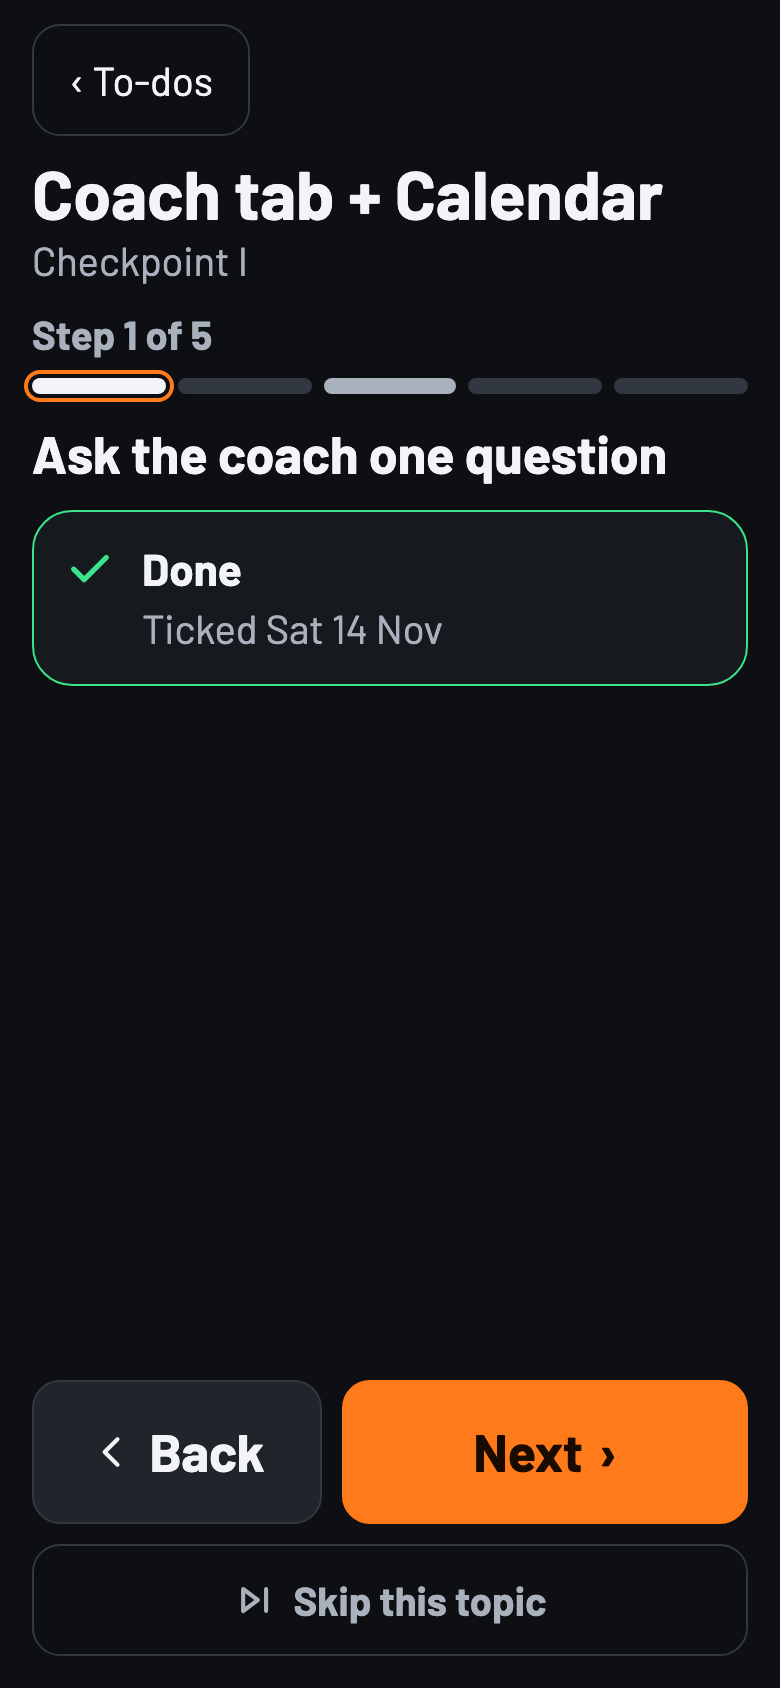 ‹ To-dos
Coach tab + Calendar
Checkpoint I
Step 1 of 5
Ask the coach one question
Done
Ticked Sat 14 Nov
Back
Next ›
Skip this topic